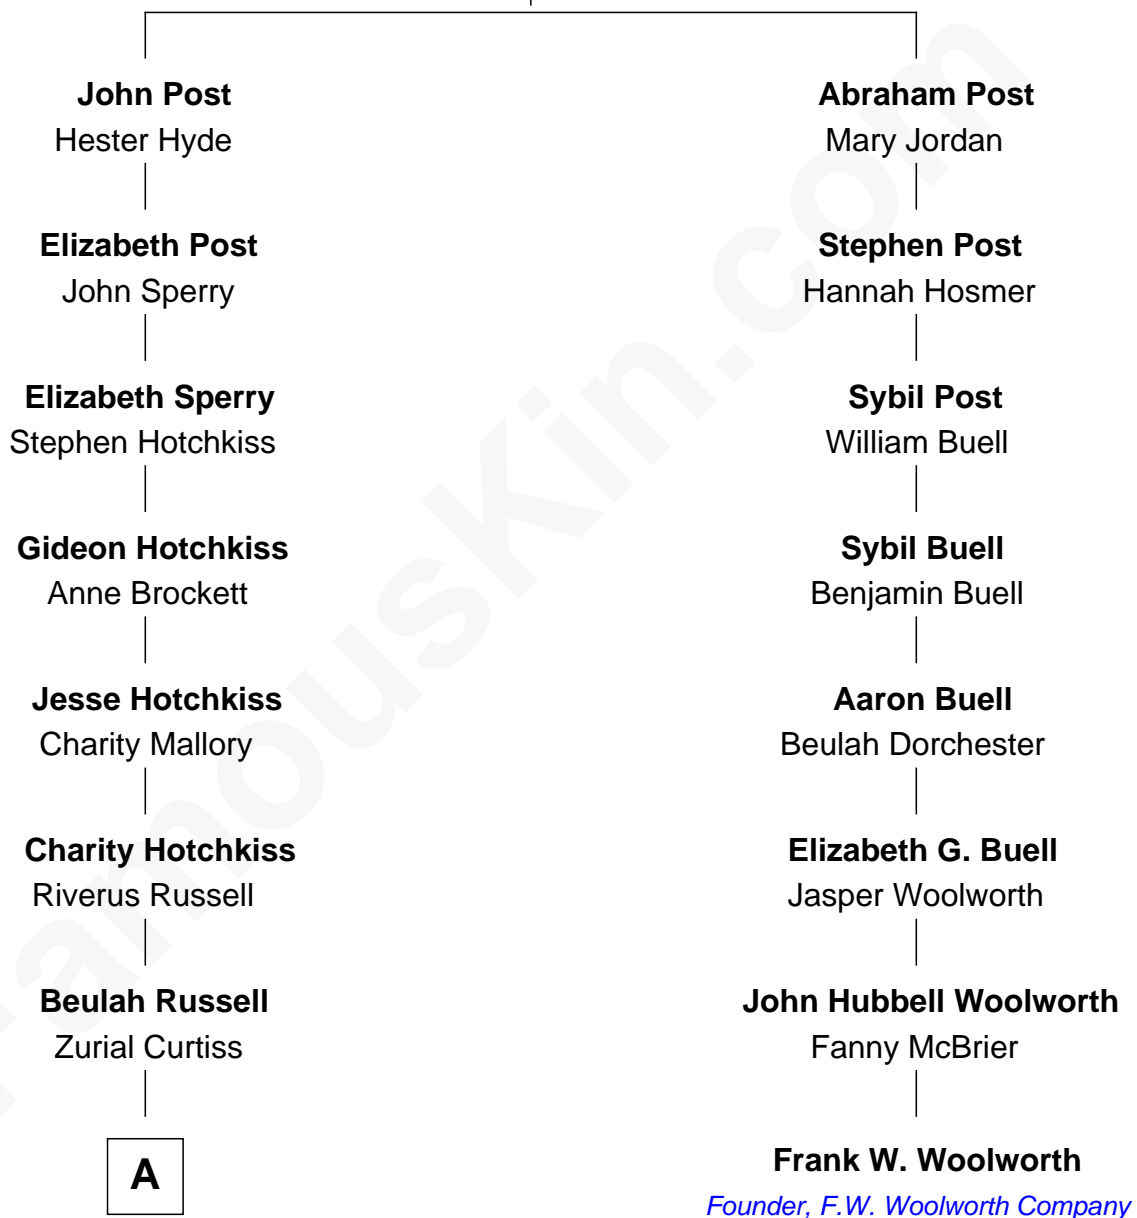 John Post
Hester Hyde
Elizabeth Post
John Sperry
Elizabeth Sperry
Stephen Hotchkiss
Gideon Hotchkiss
Anne Brockett
Jesse Hotchkiss
Charity Mallory
Charity Hotchkiss
Riverus Russell
Beulah Russell
Zurial Curtiss
A
Abraham Post
Mary Jordan
Stephen Post
Hannah Hosmer
Sybil Post
William Buell
Sybil Buell
Benjamin Buell
Aaron Buell
Beulah Dorchester
Elizabeth G. Buell
Jasper Woolworth
John Hubbell Woolworth
Fanny McBrier
Frank W. Woolworth
Founder, F.W. Woolworth Company
FamousKin.com